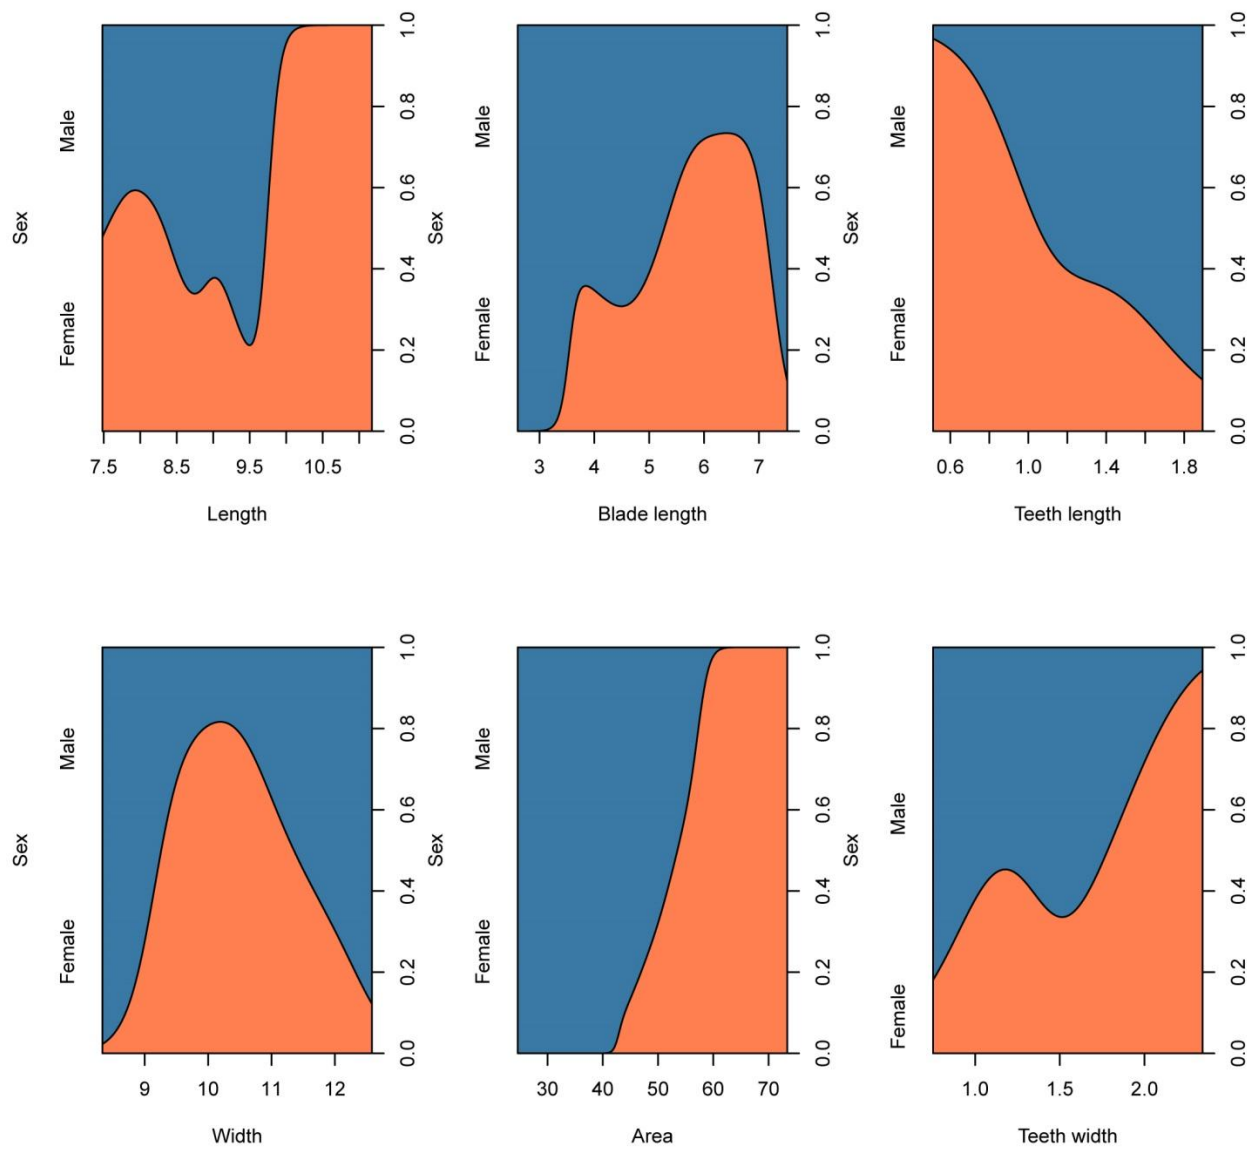 Sex
Female
Male
0.0
0.2
0.4
0.6
0.8
1.0
7.5
8.5
9.5
10.5
Length
Sex
Female
Male
0.0
0.2
0.4
0.6
0.8
1.0
3
4
5
6
7
Blade length
Sex
Female
Male
0.0
0.2
0.4
0.6
0.8
1.0
0.6
1.0
1.4
1.8
Teeth length
Sex
Female
Male
0.0
0.2
0.4
0.6
0.8
1.0
9
10
11
12
Width
Sex
Female
Male
0.0
0.2
0.4
0.6
0.8
1.0
30
40
50
60
70
Area
Sex
Female
Male
0.0
0.2
0.4
0.6
0.8
1.0
1.0
1.5
2.0
Teeth width